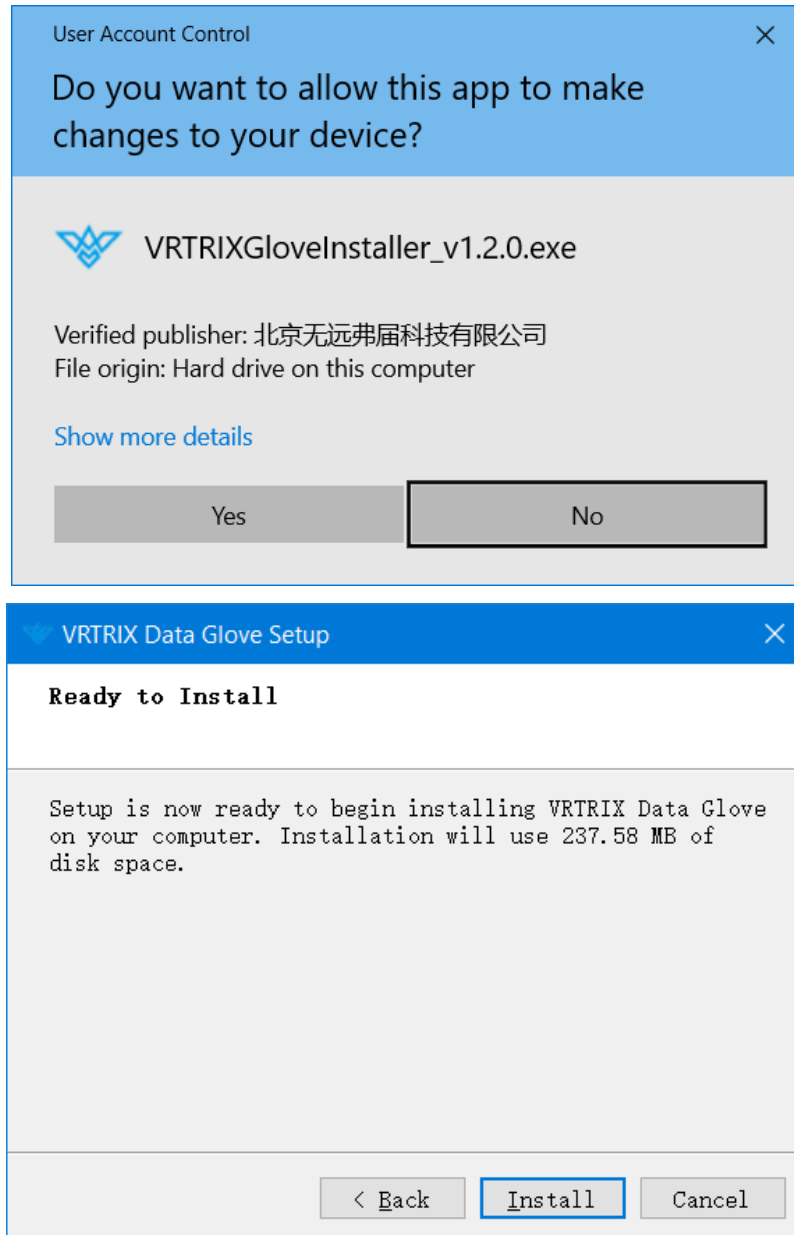 User Account Control
Do you want to allow this app to make
changes to your device?
VRTRIXGloveInstaller_v1.2.0.exe
Verified publisher: 北京无远弗届科技有限公司
File origin: Hard drive on this computer
Show more details
Yes No
VRTRIX Data Glove Setup
Ready to Install
Setup is now ready to begin installing VRTRIX Data Glove
on your computer. Installation will use 237.58 MB of
disk space.
< Back Install Cancel